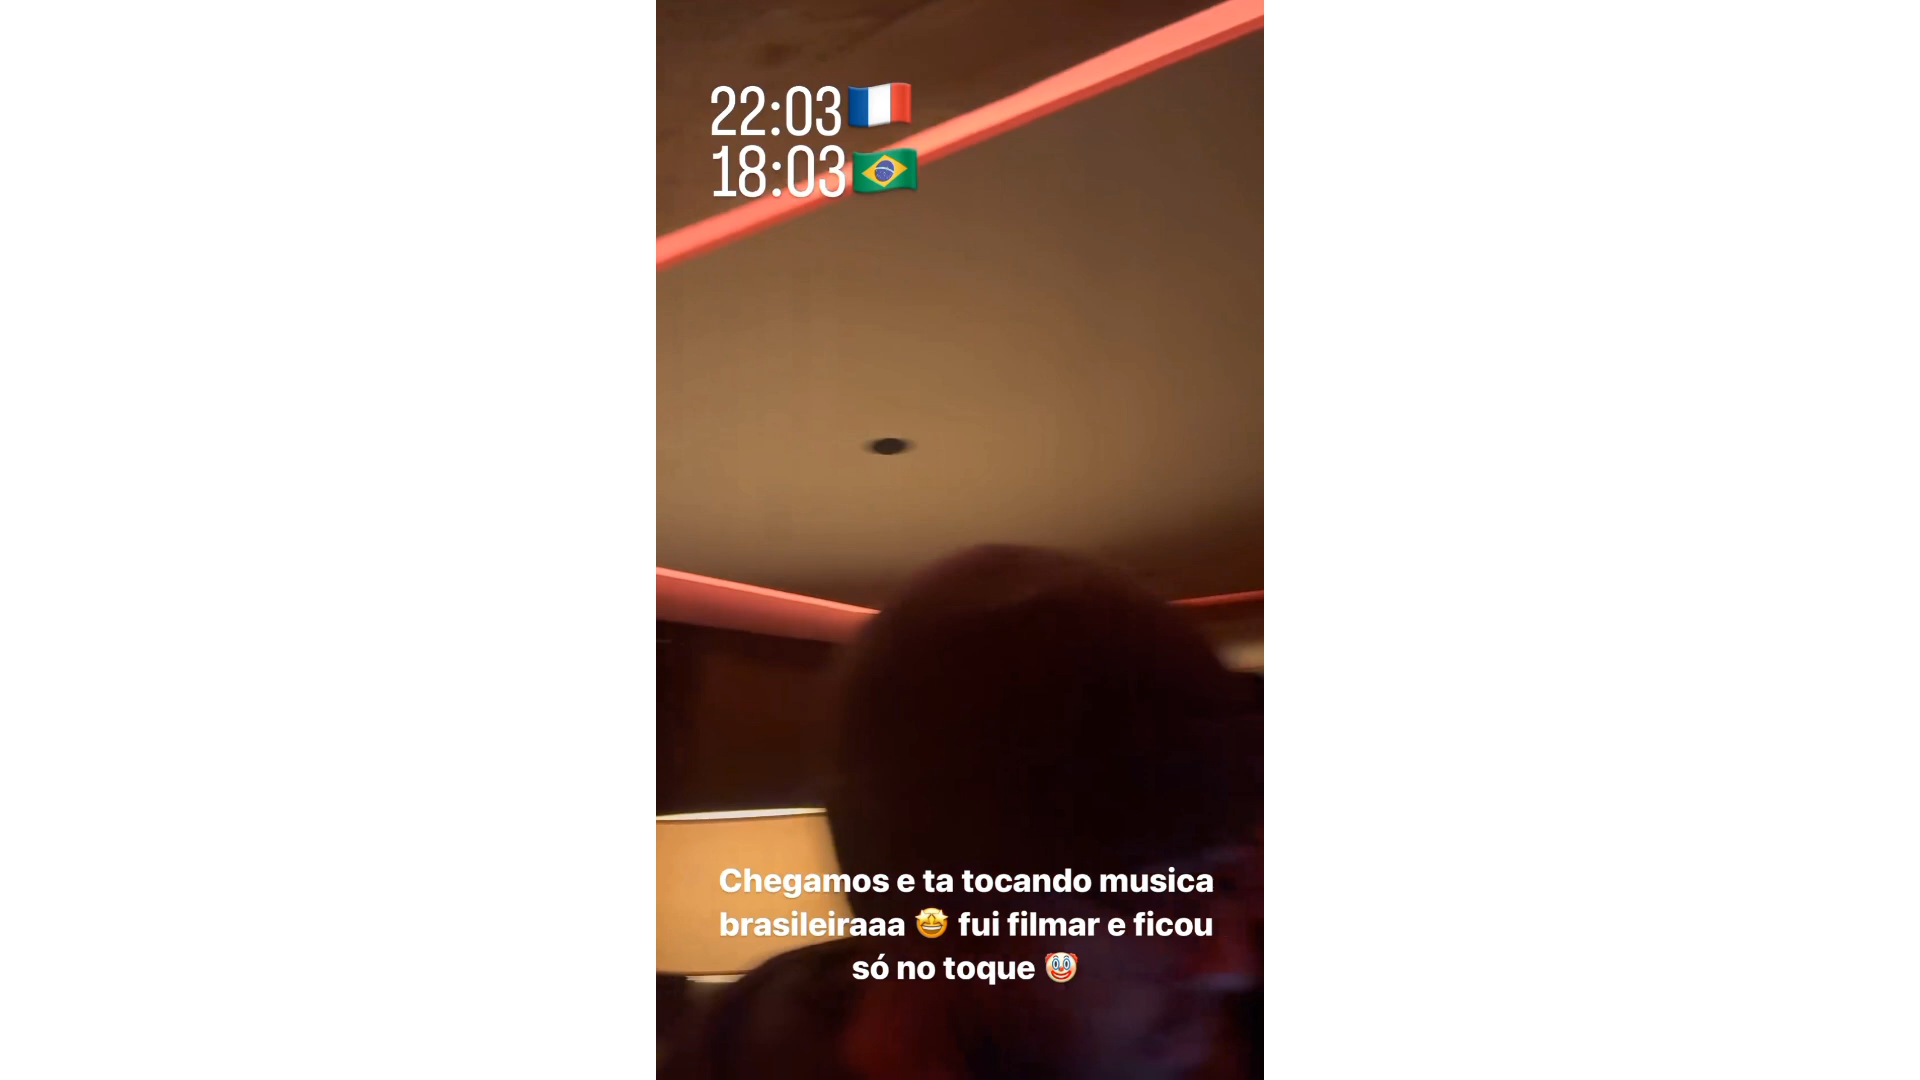 22:03🇫🇷
18:03🇧🇷
Chegamos e ta tocando musica
brasileiraaa 🤩 fui filmar e ficou
só no toque 🤡